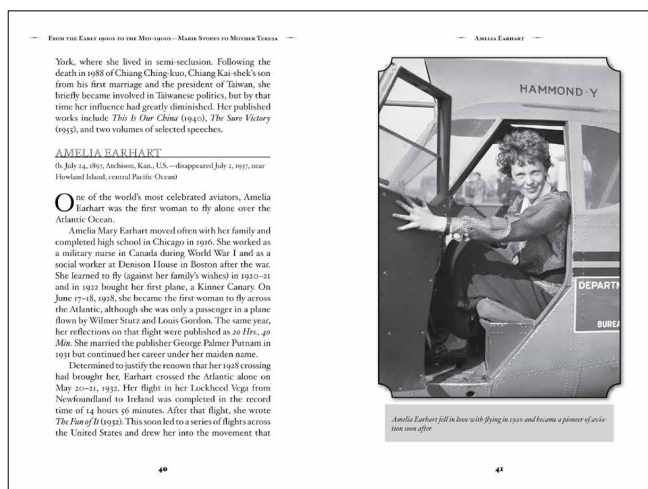 From the Early 1900s to the Mid-1900s—Marie Stopes to Mother Teresa
York, where she lived in semi-seclusion. Following the
death in 1988 of Chiang Ching-kuo, Chiang Kai-shek's son
from his first marriage and the president of Taiwan, she
briefly became involved in Taiwanese politics, but by that
time her influence had greatly diminished. Her published
works include This Is Our China (1940), The Sure Victory
(1955), and two volumes of selected speeches.
AMELIA EARHART
(b. July 24, 1897, Atchison, Kan., U.S.—disappeared July 2, 1937, near
Howland Island, central Pacific Ocean)
One of the world's most celebrated aviators, Amelia
Earhart was the first woman to fly alone over the
Atlantic Ocean.
Amelia Mary Earhart moved often with her family and
completed high school in Chicago in 1916. She worked as
a military nurse in Canada during World War I and as a
social worker at Denison House in Boston after the war.
She learned to fly (against her family's wishes) in 1920–21
and in 1922 bought her first plane, a Kinner Canary. On
June 17–18, 1928, she became the first woman to fly across
the Atlantic, although she was only a passenger in a plane
flown by Wilmer Stutz and Louis Gordon. The same year,
her reflections on that flight were published as 20 Hrs., 40
Min. She married the publisher George Palmer Putnam in
1931 but continued her career under her maiden name.
Determined to justify the renown that her 1928 crossing
had brought her, Earhart crossed the Atlantic alone on
May 20–21, 1932. Her flight in her Lockheed Vega from
Newfoundland to Ireland was completed in the record
time of 14 hours 56 minutes. After that flight, she wrote
The Fun of It (1932). This soon led to a series of flights across
the United States and drew her into the movement that
40
Amelia Earhart
HAMMOND-Y
DEPARTM
BUREA
Amelia Earhart fell in love with flying in 1920 and became a pioneer of avia-
tion soon after.
41